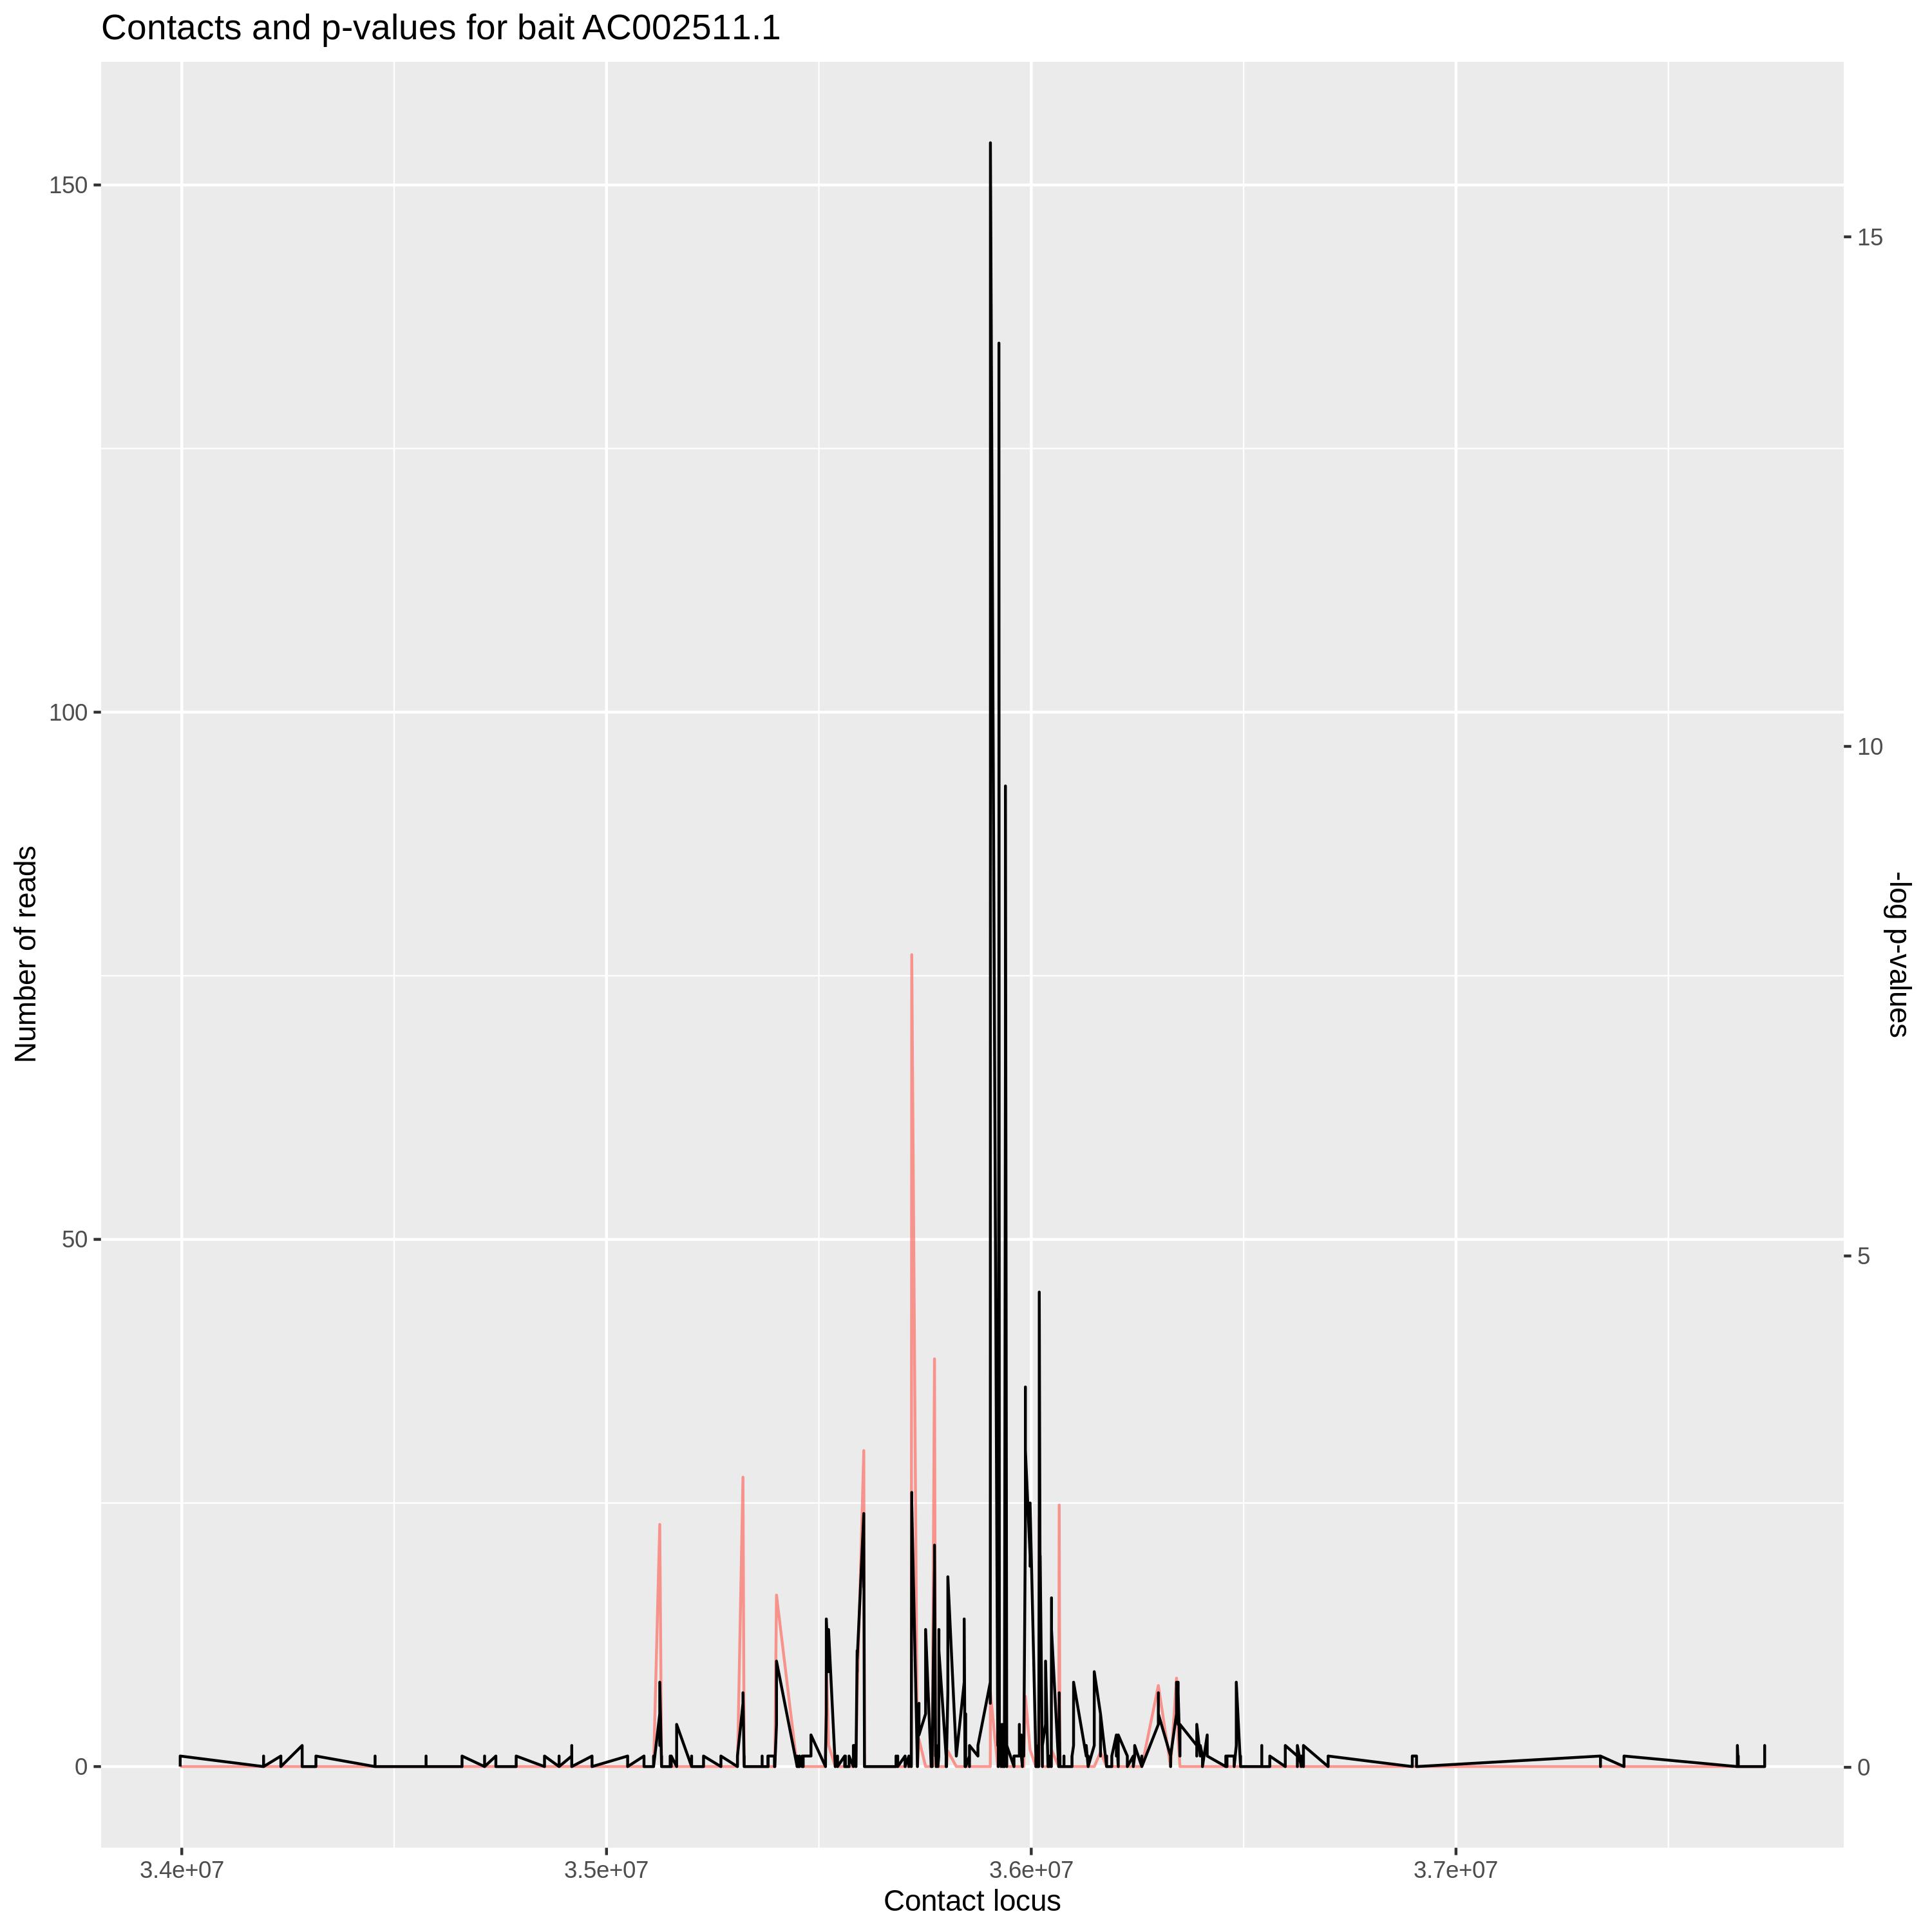 Contacts and p-values for bait AC002511.1
150
100
50
0
15
10
5
0
Number of reads
-log p-values
3.4e+07
3.5e+07
3.6e+07
3.7e+07
Contact locus